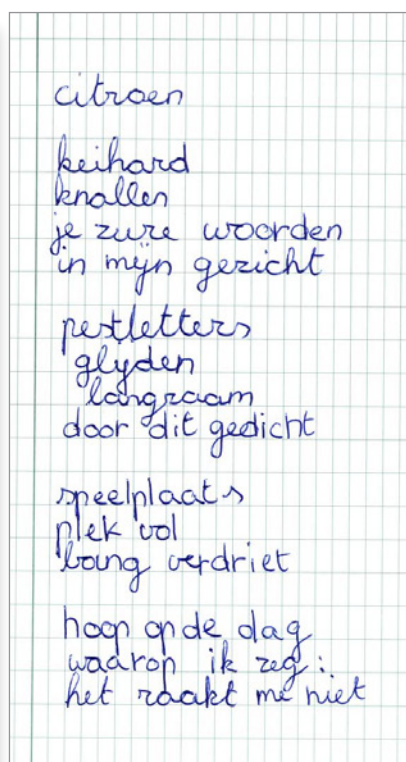 citroen
keihard
knallen
je zure woorden
in mijn gezicht
pestletters
glijden
langzaam
door dit gedicht
speelplaats
plek vol
bang verdriet
hoop op de dag
waarop ik zeg:
het raakt me niet